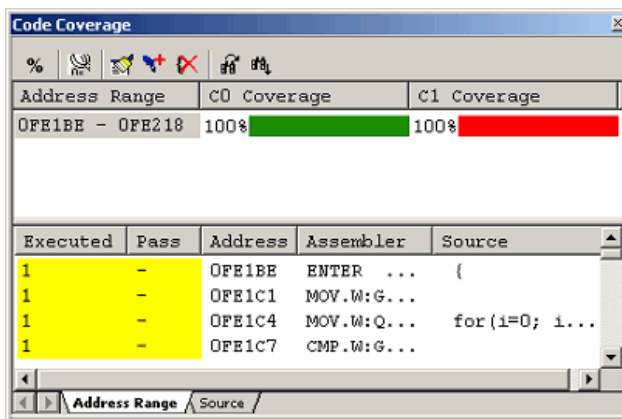 Code Coverage
%
Address Range C0 Coverage C1 Coverage
0FE1BE - 0FE218 100% 100%
Executed Pass Address Assembler Source
1 - 0FE1BE ENTER ... {
1 - 0FE1C1 MOV.W:G...
1 - 0FE1C4 MOV.W:Q... for(i=0; i...
1 - 0FE1C7 CMP.W:G...
Address Range Source